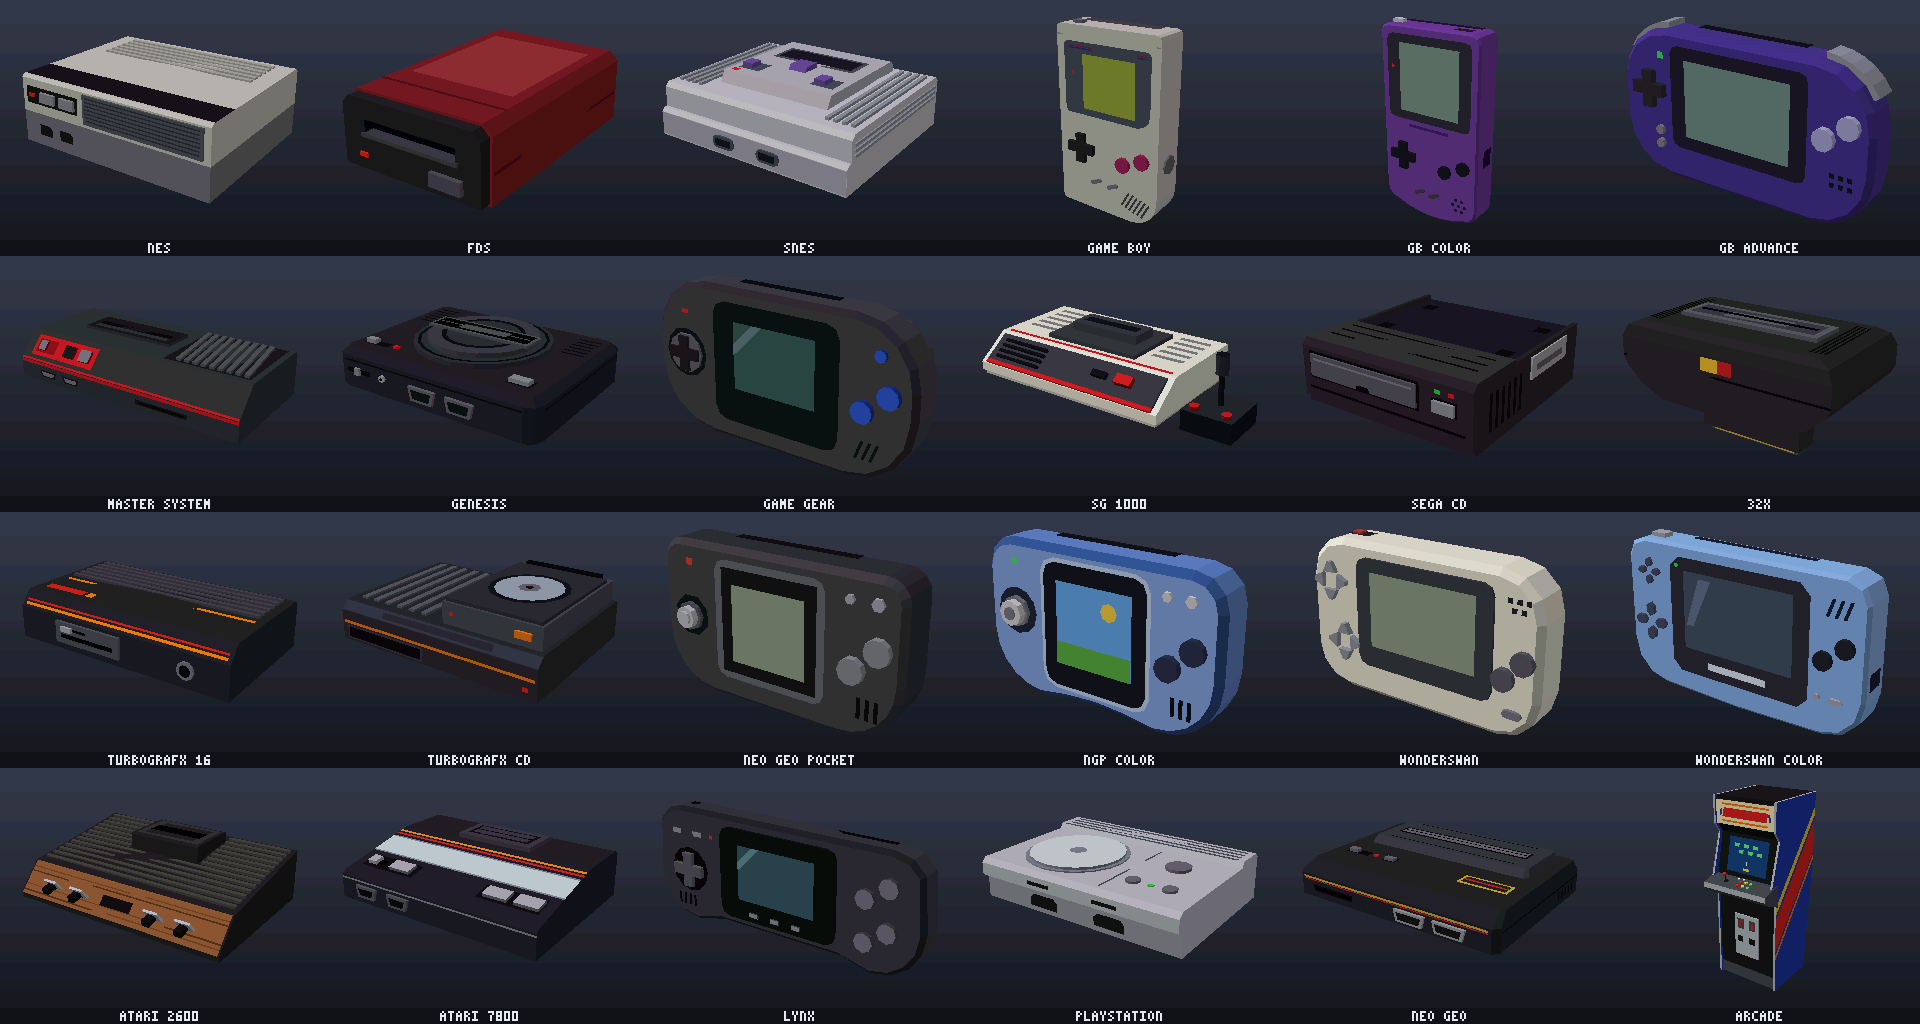 NES
FDS
SNES
GAME BOY
GB COLOR
GB ADVANCE
MASTER SYSTEM
GENESIS
GAME GEAR
SG 1000
SEGA CD
32X
TURBOGRAFX 16
TURBOGRAFX CD
NEO GEO POCKET
NGP COLOR
WONDERSWAN
WONDERSWAN COLOR
ATARI 2600
ATARI 7800
LYNX
PLAYSTATION
NEO GEO
ARCADE